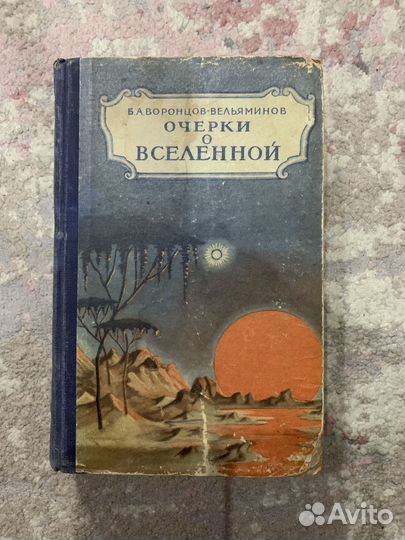 Б.А ВОРОНЦОВ-ВЕЛЬЯМИНОВ
ОЧЕРКИ
О
ВСЕЛЕННОЙ
Avito